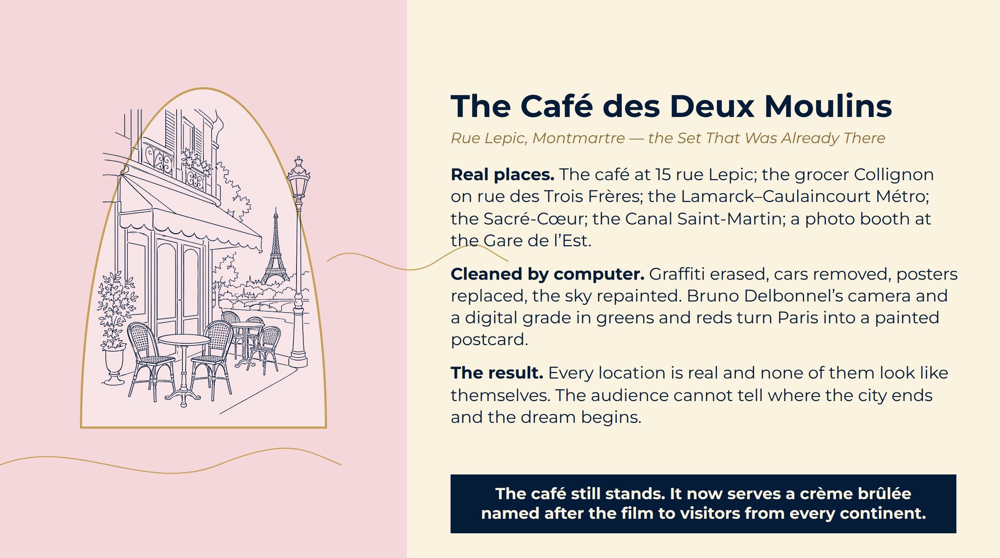 The Café des Deux Moulins
Rue Lepic, Montmartre — the Set That Was Already There
Real places. The café at 15 rue Lepic; the grocer Collignon
on rue des Trois Frères; the Lamarck–Caulaincourt Métro;
the Sacré-Cœur; the Canal Saint-Martin; a photo booth at
the Gare de l’Est.
Cleaned by computer. Graffiti erased, cars removed, posters
replaced, the sky repainted. Bruno Delbonnel’s camera and
a digital grade in greens and reds turn Paris into a painted
postcard.
The result. Every location is real and none of them look like
themselves. The audience cannot tell where the city ends
and the dream begins.
The café still stands. It now serves a crème brûlée
named after the film to visitors from every continent.